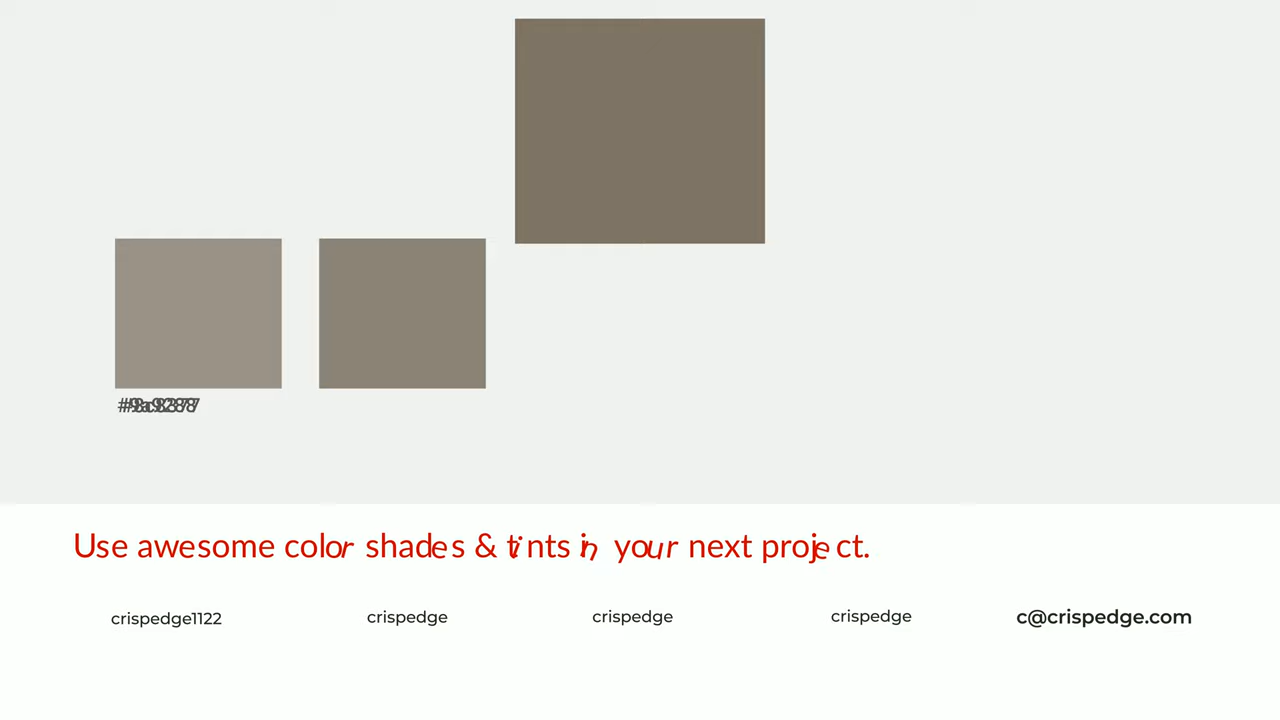 Use awesome color shades & tints in your next project.
crispedge1122 crispedge crispedge crispedge c@crispedge.com